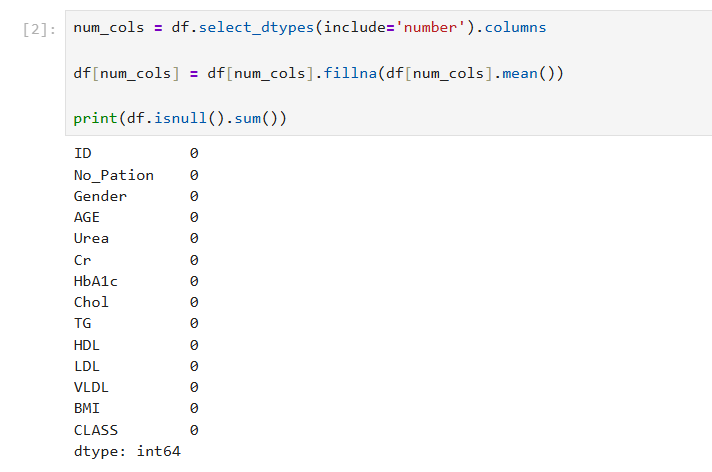 [2]: num_cols = df.select_dtypes(include='number').columns
df[num_cols] = df[num_cols].fillna(df[num_cols].mean())
print(df.isnull().sum())
ID 0
No_Pation 0
Gender 0
AGE 0
Urea 0
Cr 0
HbA1c 0
Chol 0
TG 0
HDL 0
LDL 0
VLDL 0
BMI 0
CLASS 0
dtype: int64